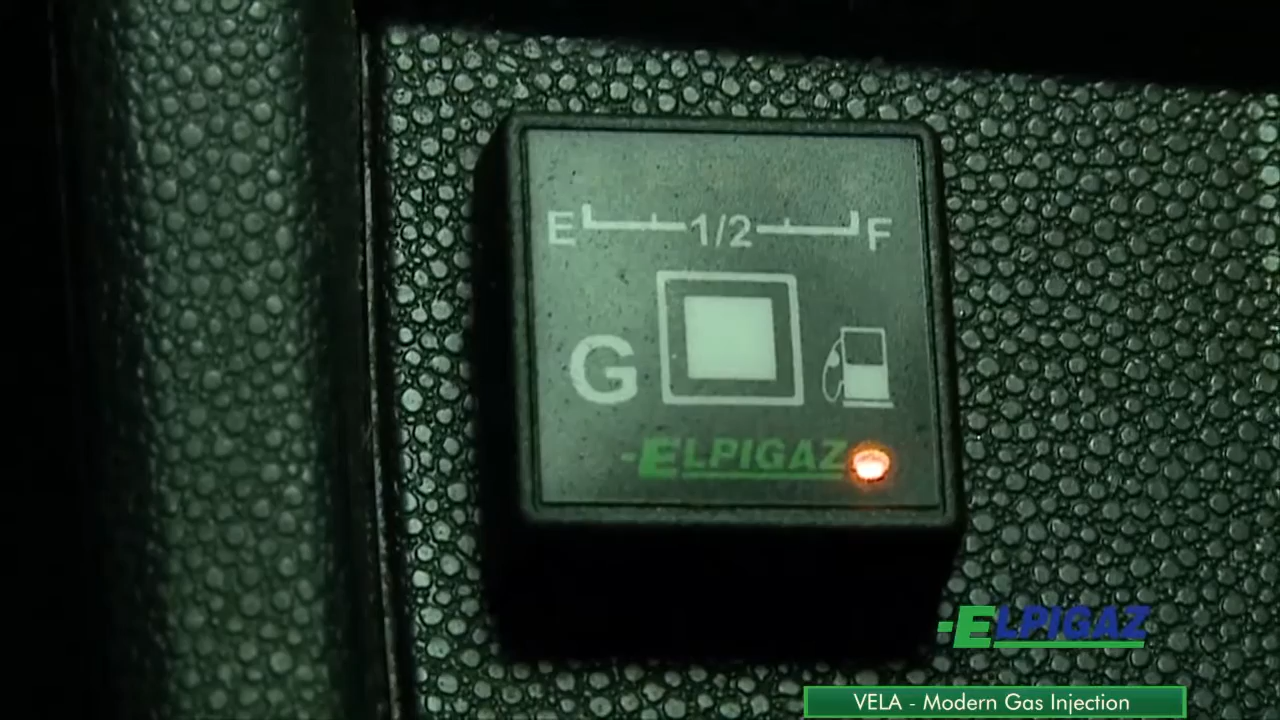 E 1/2 F
G
ELPIGAZ
ELPIGAZ
VELA - Modern Gas Injection